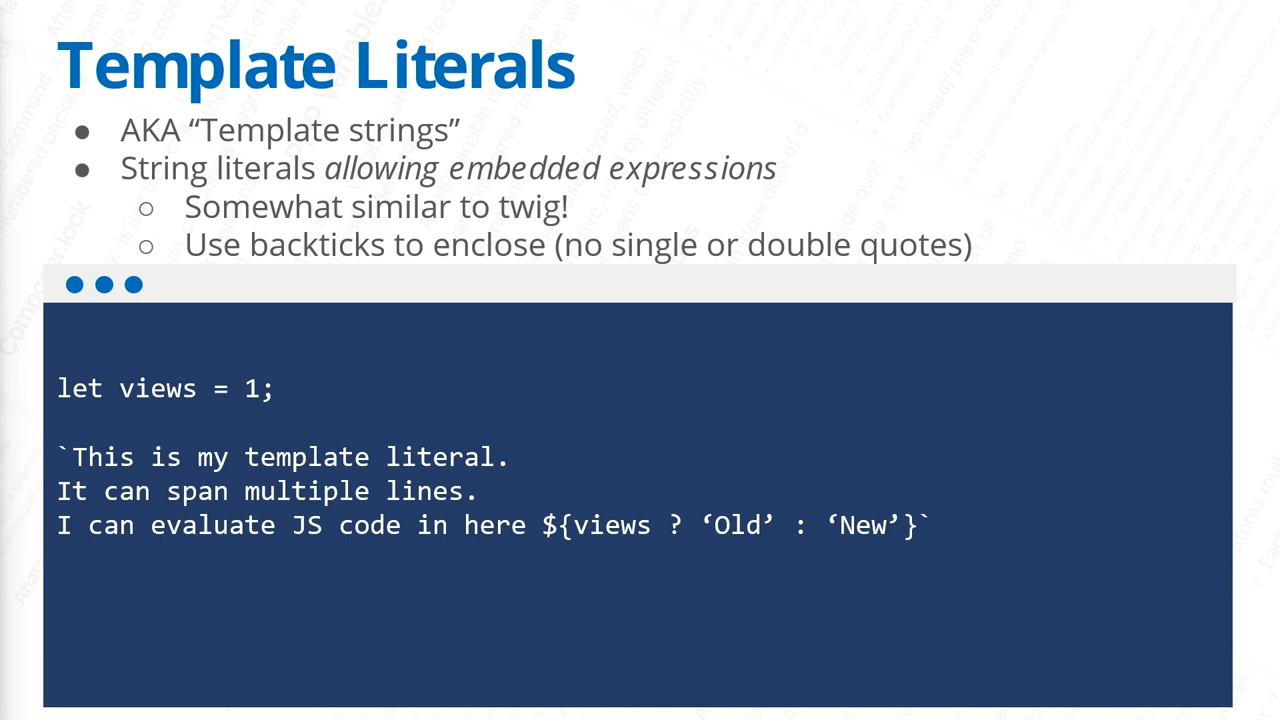 Template Literals
● AKA “Template strings”
● String literals allowing embedded expressions
○ Somewhat similar to twig!
○ Use backticks to enclose (no single or double quotes)
let views = 1;
`This is my template literal.
It can span multiple lines.
I can evaluate JS code in here ${views ? ‘Old’ : ‘New’}`